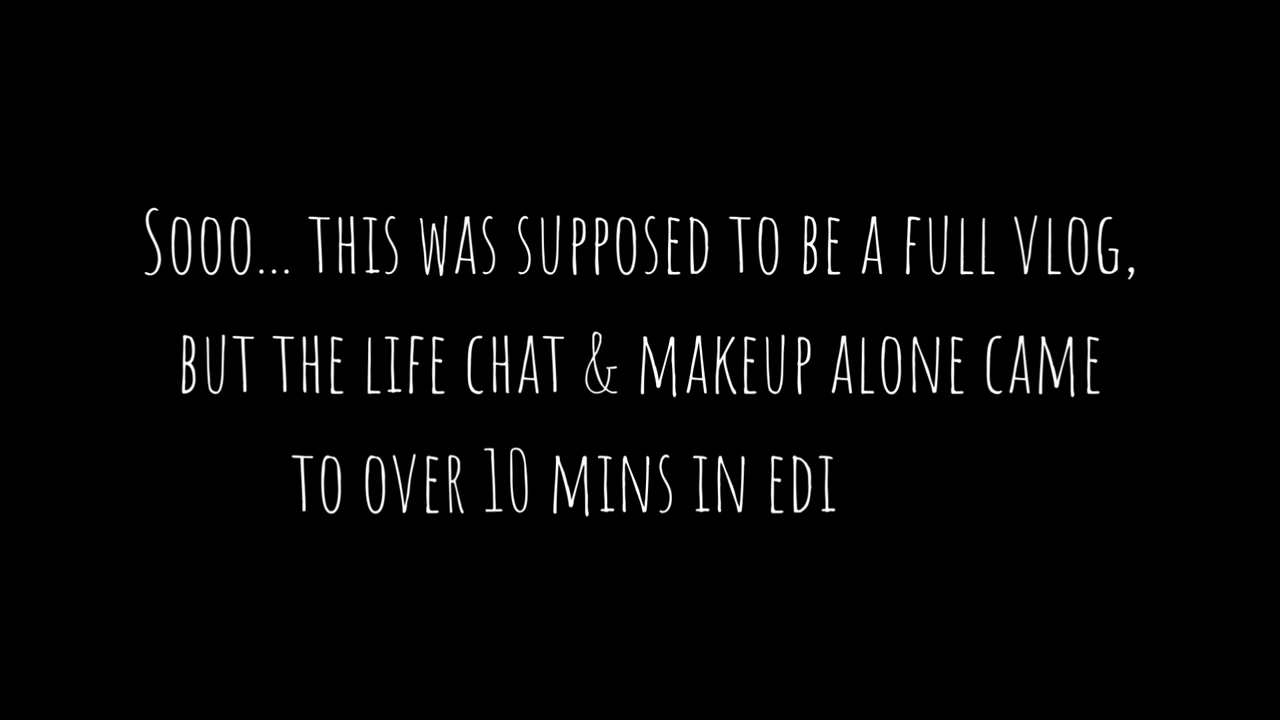 Sooo... this was supposed to be a full vlog,
but the life chat & makeup alone came
to over 10 mins in edi